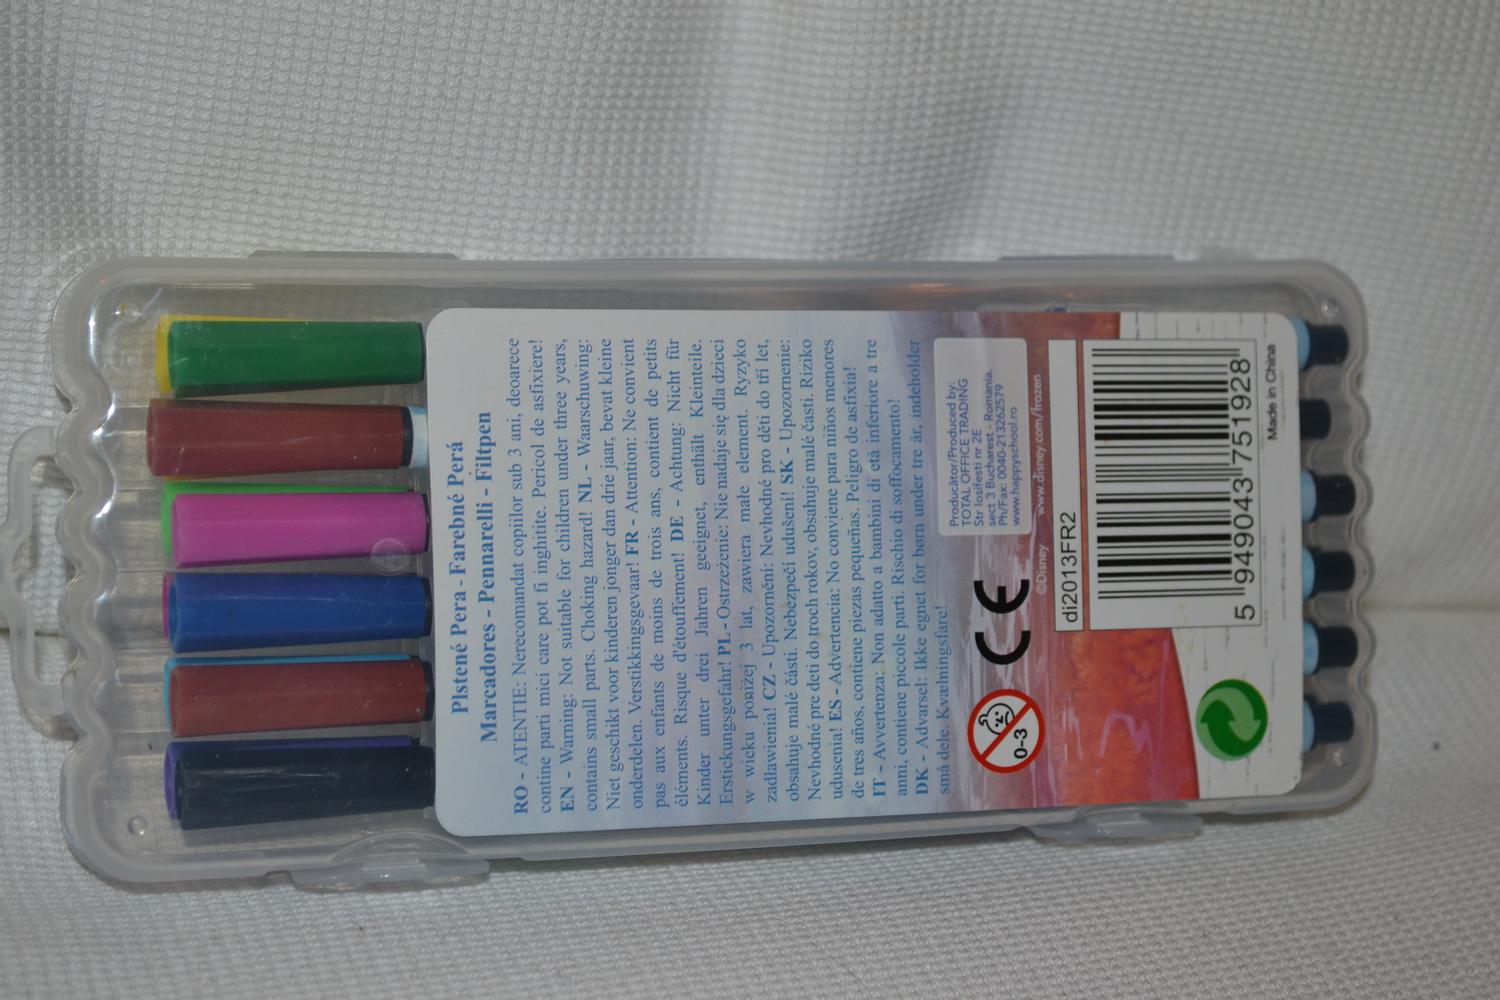 Plstené Pera - Farebné Perá
Marcadores - Pennarelli - Filtpen
RO - ATENTIE: Nerecomandat copiilor sub 3 ani, deoarece
contine parti mici care pot fi inghitite. Pericol de asfixiere!
EN - Warning: Not suitable for children under three years,
contains small parts. Choking hazard! NL - Waarschuwing:
Niet geschikt voor kinderen jonger dan drie jaar, bevat kleine
onderdelen. Verstikkingsgevaar! FR - Attention: Ne convient
pas aux enfants de moins de trois ans, contient de petits
éléments. Risque d'étouffement! DE - Achtung: Nicht für
Kinder unter drei Jahren geeignet, enthält Kleinteile.
Erstickungsgefahr! PL - Ostrzeżenie: Nie nadaje się dla dzieci
w wieku poniżej 3 lat, zawiera małe element. Ryzyko
zadławienia! CZ - Upozornění: Nevhodné pro děti do tří let,
obsahuje malé části. Nebezpečí udušení! SK - Upozornenie:
Nevhodné pre deti do troch rokov, obsahuje malé časti. Riziko
udusenia! ES - Advertencia: No conviene para niños menores
de tres años, contiene piezas pequeñas. Peligro de asfixia!
IT - Avvertenza: Non adatto a bambini di età inferiore a tre
anni, contiene piccole parti. Rischio di soffocamento!
DK - Advarsel: Ikke egnet for børn under tre år, indeholder
små dele. Kvælningsfare!
0-3
CE
Producător/Produced by:
TOTAL OFFICE TRADING
Str Iosifesti nr 2E
sect 3 Bucharest - Romania.
Ph/Fax: 0040-213262579
www.happyschool.ro
©Disney www.disney.com/frozen
di2013FR2
5 949043 751928
Made in China